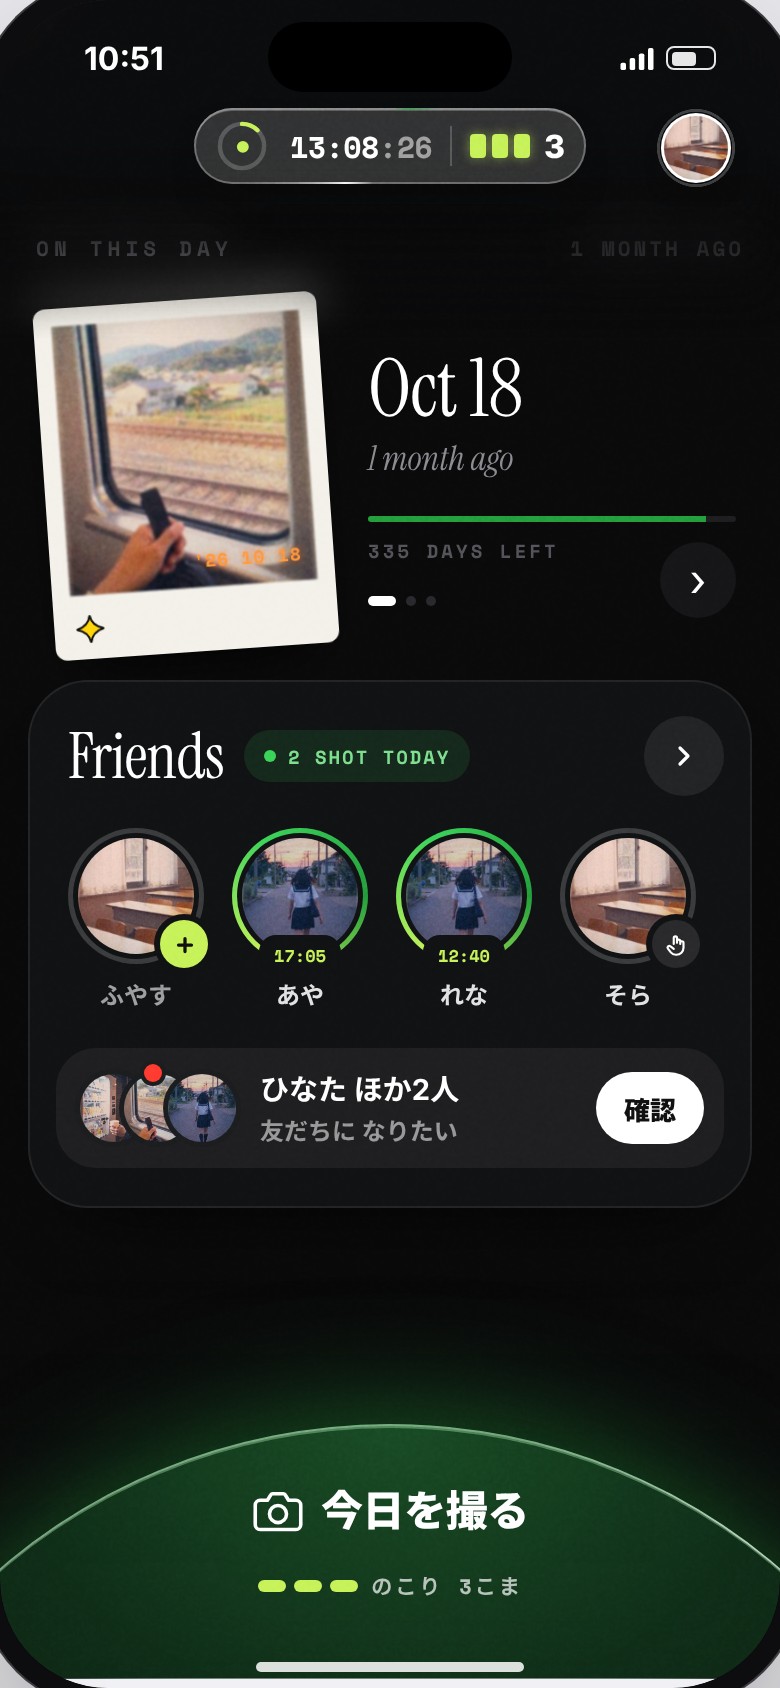 10:51
13:08:26 3
ON THIS DAY 1 MONTH AGO
'26 10 18
Oct 18
1 month ago
335 DAYS LEFT
Friends 2 SHOT TODAY
17:05 12:40
ふやす あや れな そら
ひなた ほか2人
友だちに なりたい
確認
今日を撮る
のこり 3こま